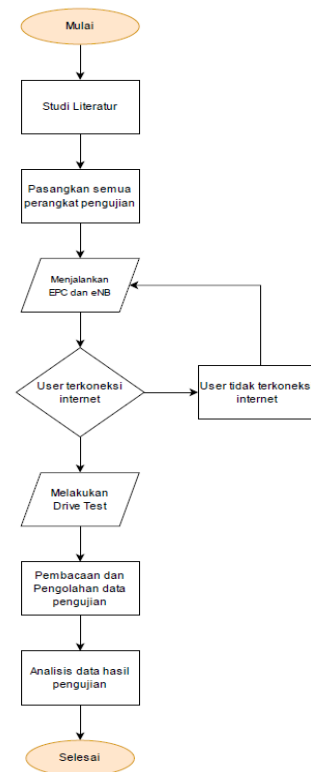 Mulai
Studi Literatur
Pasangkan semua
perangkat pengujian
Menjalankan
EPC dan eNB
User terkoneksi
internet
User tidak terkoneksi
internet
Melakukan
Drive Test
Pembacaan dan
Pengolahan data
pengujian
Analisis data hasil
pengujian
Selesai